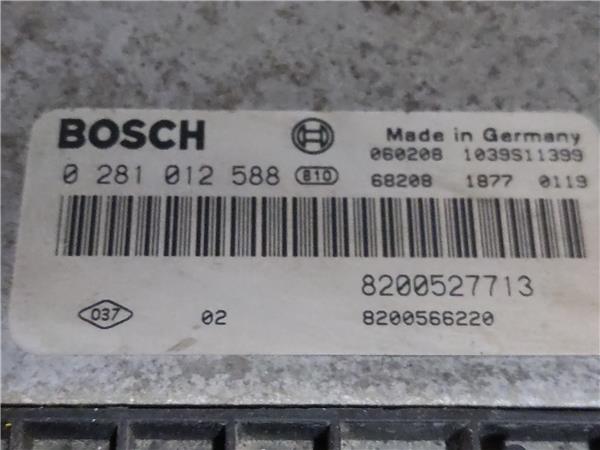 BOSCH
Made in Germany
060208 1039S11399
0 281 012 588 810
68208 1877 0119
8200527713
037 02 8200566220